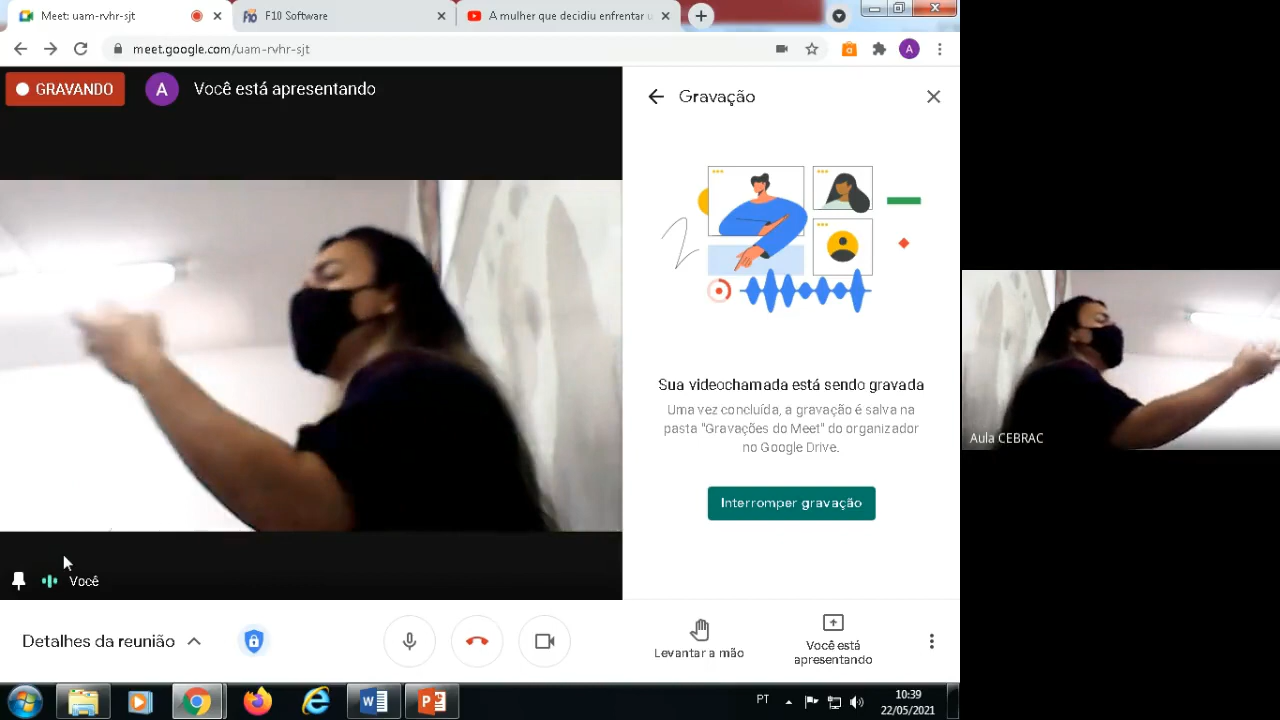 Meet: uam-rvhr-sjt
F10 Software
A mulher que decidiu enfrentar u
meet.google.com/uam-rvhr-sjt
A
GRAVANDO
A
Você está apresentando
Gravação
Sua videochamada está sendo gravada
Uma vez concluída, a gravação é salva na
pasta "Gravações do Meet" do organizador
no Google Drive.
Interromper gravação
Aula CEBRAC
Você
Detalhes da reunião
Levantar a mão
Você está
apresentando
PT
10:39
22/05/2021